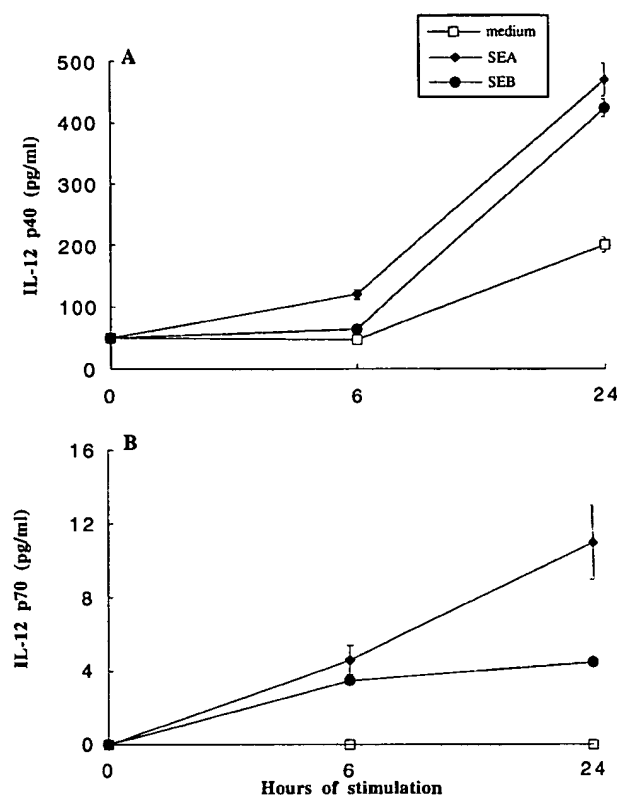 medium
SEA
SEB
A
500
400
300
200
100
0
IL-12 p40 (pg/ml)
0 6 24
B
16
12
8
4
0
IL-12 p70 (pg/ml)
0 6 24
Hours of stimulation